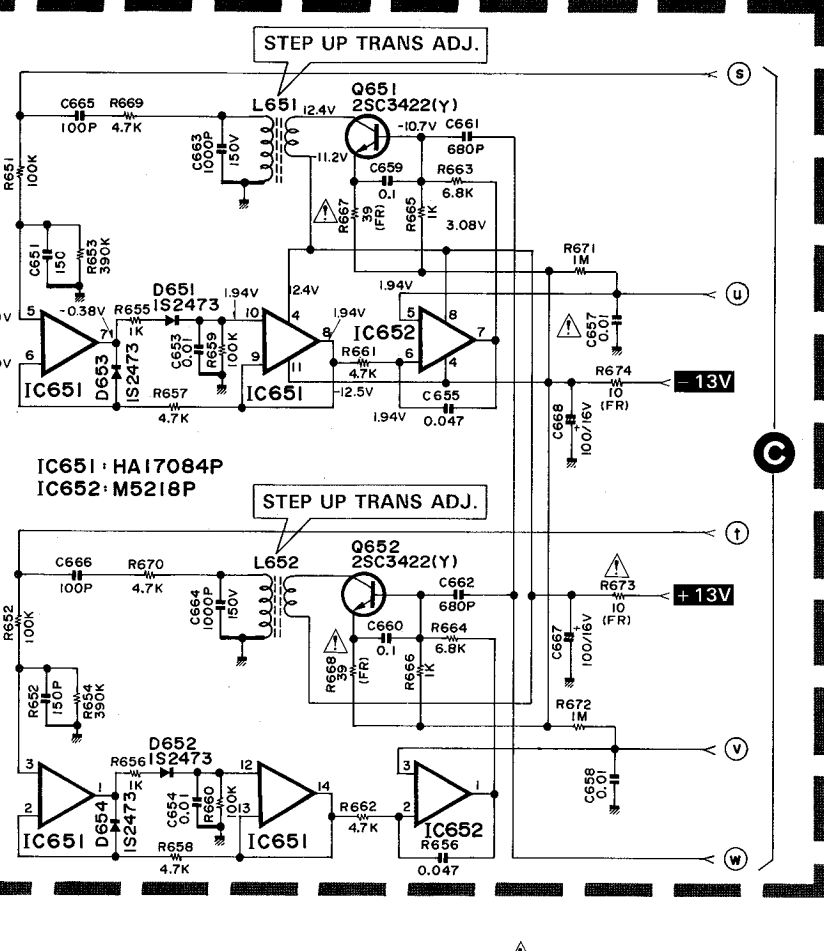 STEP UP TRANS ADJ.
s
C665 R669
100P 4.7K
L651
12.4V
Q651
2SC3422(Y)
-10.7V
C661
680P
C663
1000P
150V
-11.2V
C659
0.1
R663
6.8K
R651
100K
R667
39
(FR)
R665
1K
3.08V
C651
150
R653
390K
R671
1M
u
C657
0.01
D651
1S2473
-0.38V
R655
1K
1.94V
12.4V
1.94V
1.94V
5
6
7
10
9
4
8
11
5
6
8
7
4
IC651
D653
1S2473
C653
0.01
R659
100K
IC651
R661
4.7K
-12.5V
IC652
C655
0.047
1.94V
R657
4.7K
R674
10
(FR)
-13V
C668
100/16V
+
C
IC651: HA17084P
IC652: M5218P
STEP UP TRANS ADJ.
t
C666 R670
100P 4.7K
L652
Q652
2SC3422(Y)
C662
680P
C664
1000P
150V
C660
0.1
R664
6.8K
R652
100K
R668
39
(FR)
R666
1K
R673
10
(FR)
+13V
C667
100/16V
+
R652
150P
R654
390K
R672
1M
v
C658
0.01
D652
1S2473
R656
1K
3
2
1
12
13
14
3
2
1
IC651
D654
1S2473
C654
0.01
R660
100K
IC651
R662
4.7K
IC652
R656
0.047
R658
4.7K
w